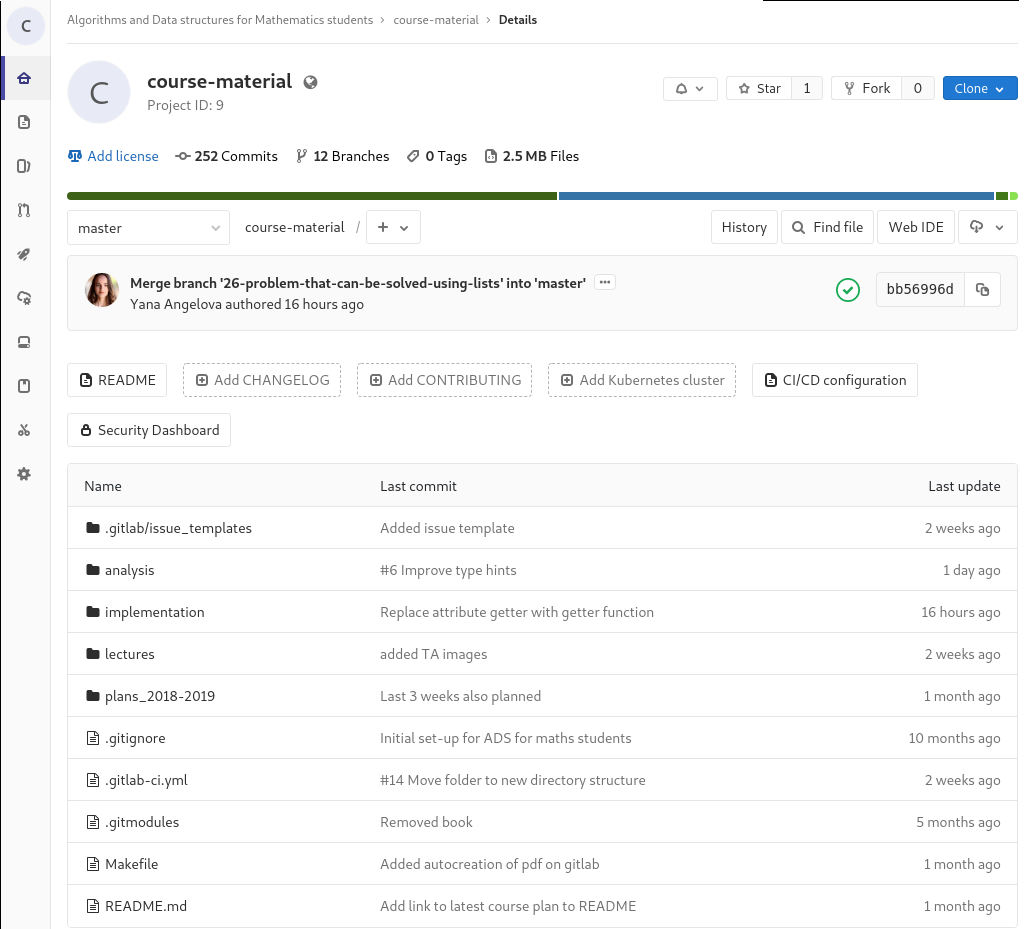 C Algorithms and Data structures for Mathematics students > course-material > Details
C course-material
Project ID: 9
Star 1 Fork 0 Clone
Add license 252 Commits 12 Branches 0 Tags 2.5 MB Files
master course-material / + History Find file Web IDE
Merge branch '26-problem-that-can-be-solved-using-lists' into 'master' ...
Yana Angelova authored 16 hours ago
bb56996d
README Add CHANGELOG Add CONTRIBUTING Add Kubernetes cluster CI/CD configuration
Security Dashboard
Name Last commit Last update
.gitlab/issue_templates Added issue template 2 weeks ago
analysis #6 Improve type hints 1 day ago
implementation Replace attribute getter with getter function 16 hours ago
lectures added TA images 2 weeks ago
plans_2018-2019 Last 3 weeks also planned 1 month ago
.gitignore Initial set-up for ADS for maths students 10 months ago
.gitlab-ci.yml #14 Move folder to new directory structure 2 weeks ago
.gitmodules Removed book 5 months ago
Makefile Added autocreation of pdf on gitlab 1 month ago
README.md Add link to latest course plan to README 1 month ago